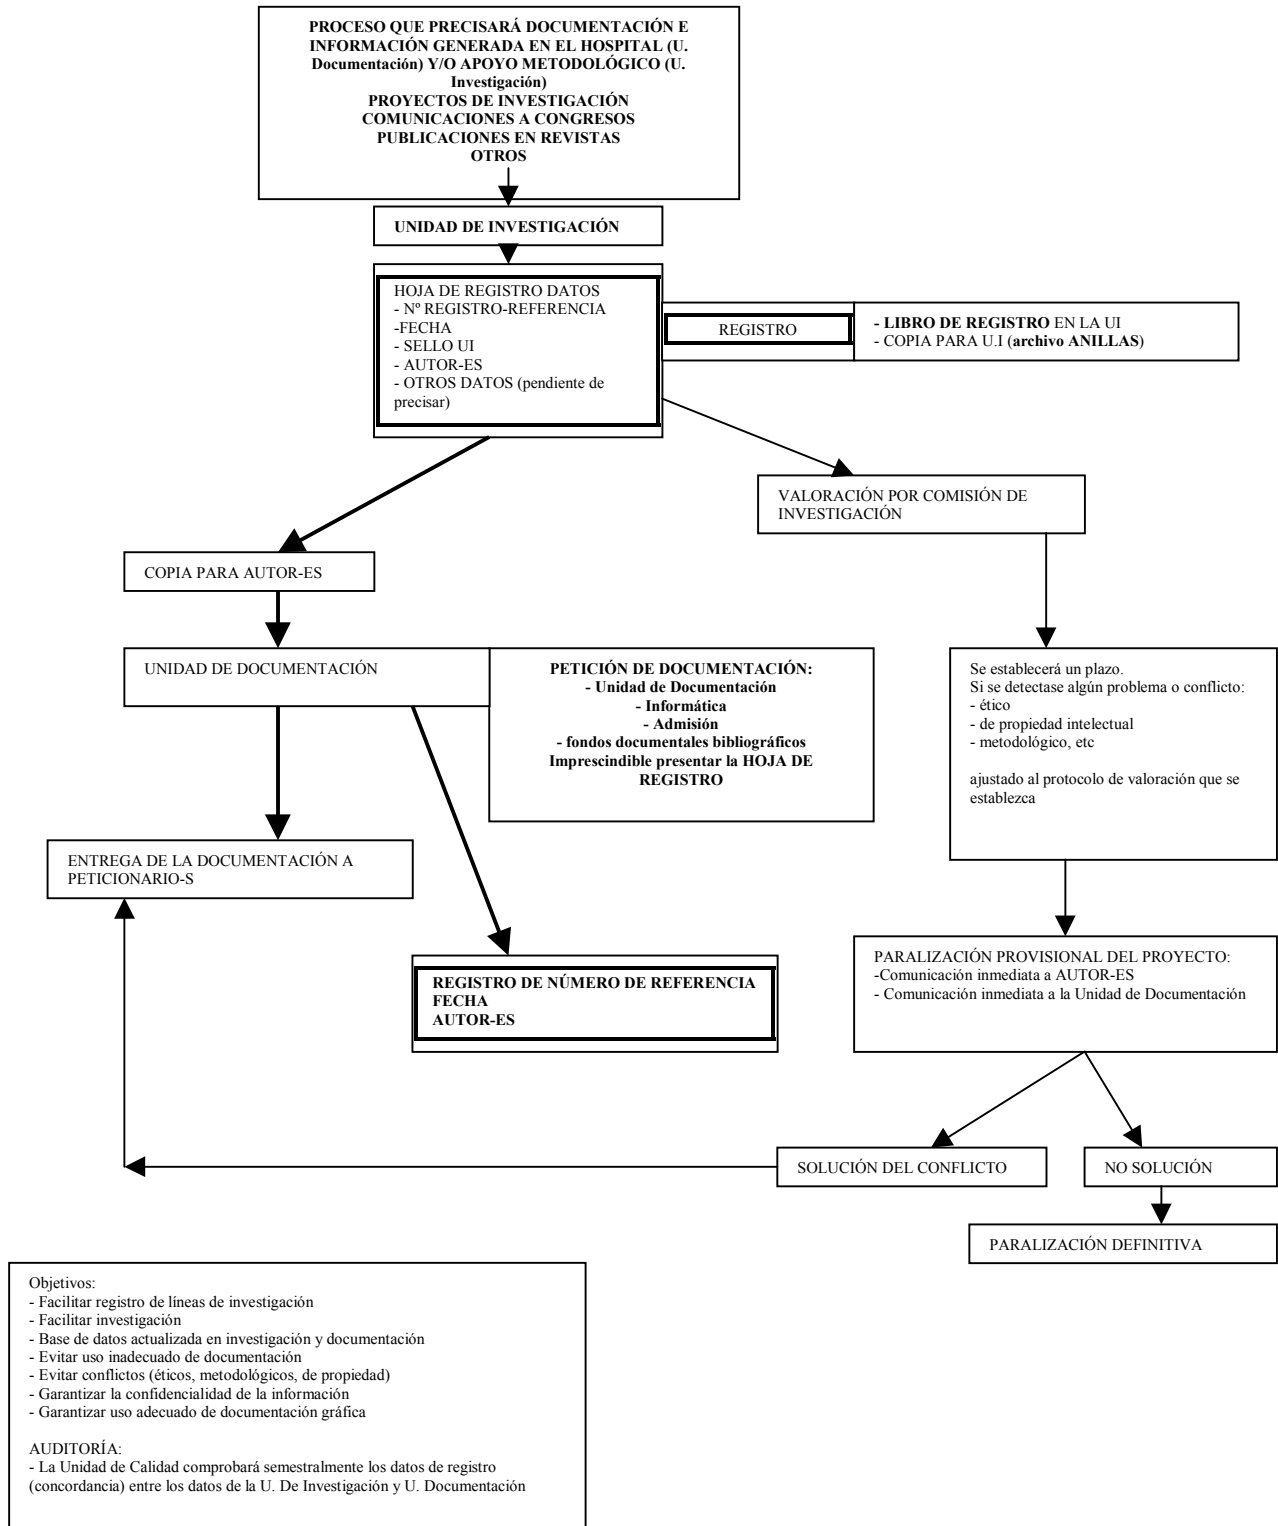 PROCESO QUE PRECISARÁ DOCUMENTACIÓN E
INFORMACIÓN GENERADA EN EL HOSPITAL (U.
Documentación) Y/O APOYO METODOLÓGICO (U.
Investigación)
PROYECTOS DE INVESTIGACIÓN
COMUNICACIONES A CONGRESOS
PUBLICACIONES EN REVISTAS
OTROS
UNIDAD DE INVESTIGACIÓN
HOJA DE REGISTRO DATOS
- Nº REGISTRO-REFERENCIA
-FECHA
- SELLO UI
- AUTOR-ES
- OTROS DATOS (pendiente de
precisar)
REGISTRO
- LIBRO DE REGISTRO EN LA UI
- COPIA PARA U.I (archivo ANILLAS)
VALORACIÓN POR COMISIÓN DE
INVESTIGACIÓN
COPIA PARA AUTOR-ES
UNIDAD DE DOCUMENTACIÓN
PETICIÓN DE DOCUMENTACIÓN:
- Unidad de Documentación
- Informática
- Admisión
- fondos documentales bibliográficos
Imprescindible presentar la HOJA DE
REGISTRO
Se establecerá un plazo.
Si se detectase algún problema o conflicto:
- ético
- de propiedad intelectual
- metodológico, etc
ajustado al protocolo de valoración que se
establezca
ENTREGA DE LA DOCUMENTACIÓN A
PETICIONARIO-S
REGISTRO DE NÚMERO DE REFERENCIA
FECHA
AUTOR-ES
PARALIZACIÓN PROVISIONAL DEL PROYECTO:
-Comunicación inmediata a AUTOR-ES
- Comunicación inmediata a la Unidad de Documentación
SOLUCIÓN DEL CONFLICTO
NO SOLUCIÓN
PARALIZACIÓN DEFINITIVA
Objetivos:
- Facilitar registro de líneas de investigación
- Facilitar investigación
- Base de datos actualizada en investigación y documentación
- Evitar uso inadecuado de documentación
- Evitar conflictos (éticos, metodológicos, de propiedad)
- Garantizar la confidencialidad de la información
- Garantizar uso adecuado de documentación gráfica
AUDITORÍA:
- La Unidad de Calidad comprobará semestralmente los datos de registro
(concordancia) entre los datos de la U. De Investigación y U. Documentación